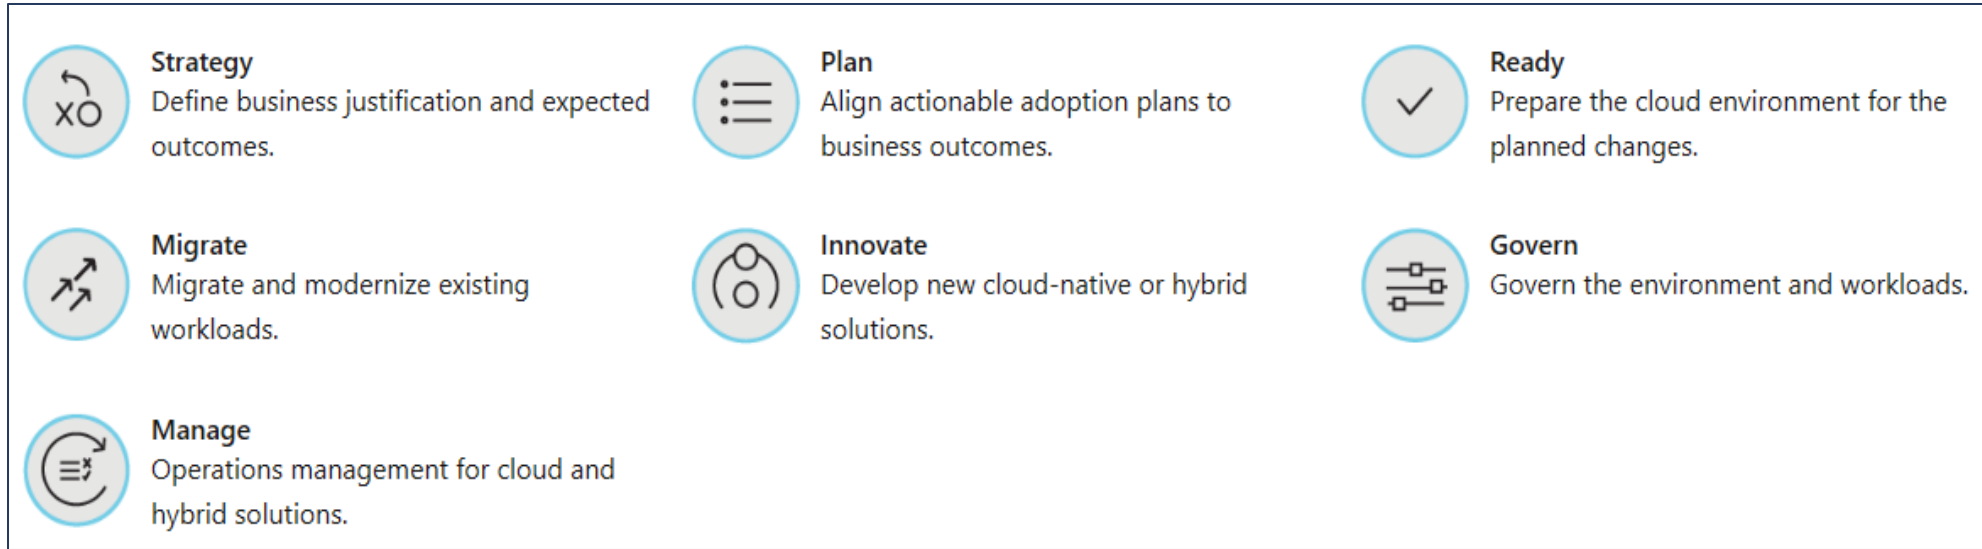 Strategy
Define business justification and expected
outcomes.
Plan
Align actionable adoption plans to
business outcomes.
Ready
Prepare the cloud environment for the
planned changes.
Migrate
Migrate and modernize existing
workloads.
Innovate
Develop new cloud-native or hybrid
solutions.
Govern
Govern the environment and workloads.
Manage
Operations management for cloud and
hybrid solutions.